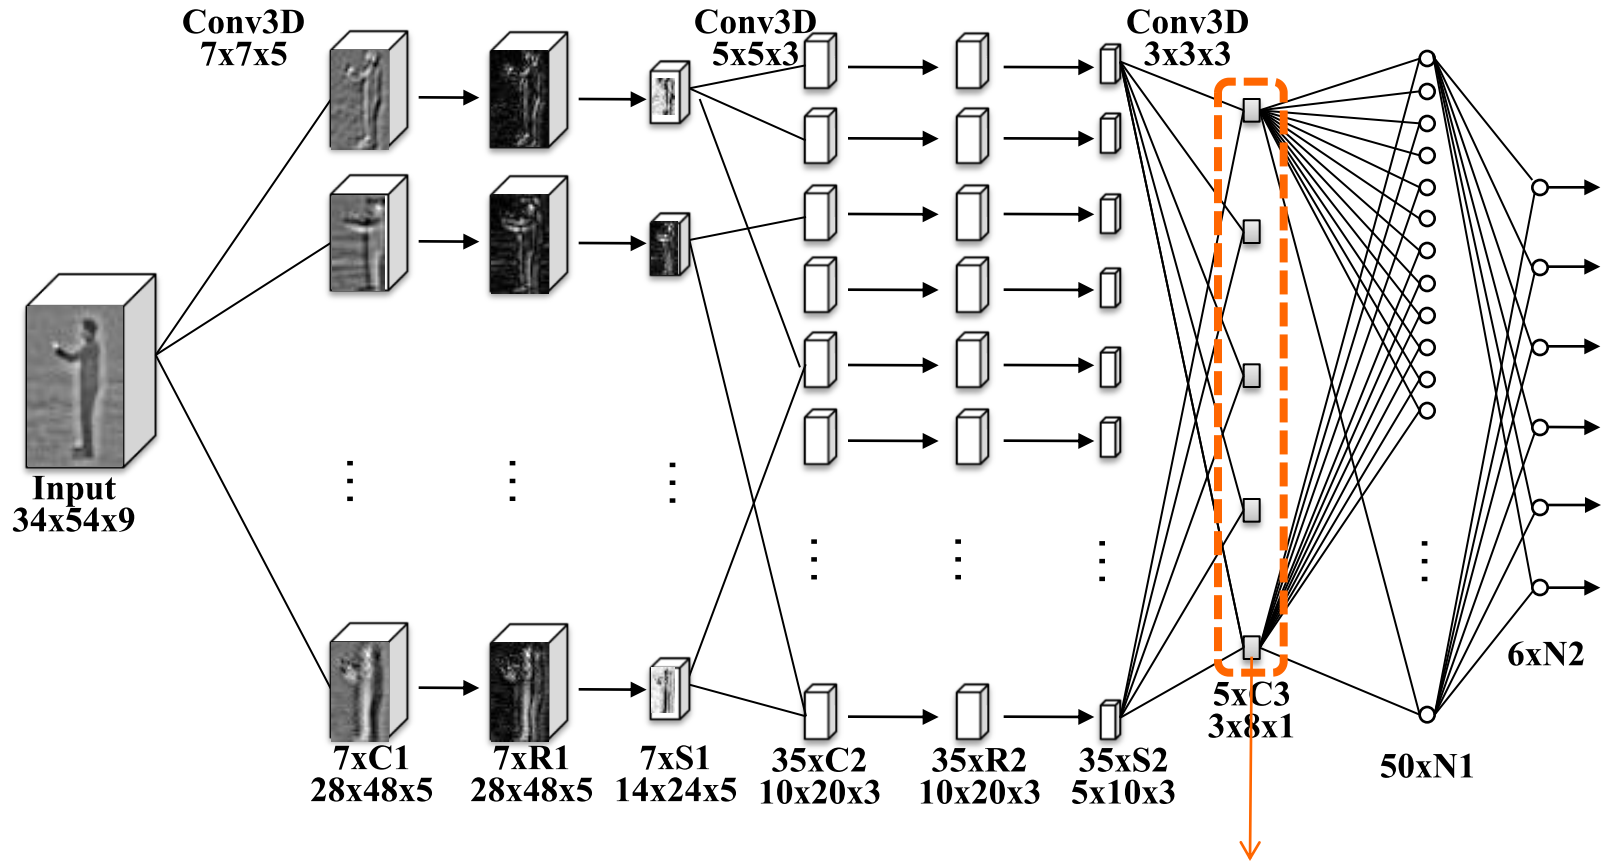 Conv3D
7x7x5
Conv3D
5x5x3
Conv3D
3x3x3
Input
34x54x9
7xC1
28x48x5
7xR1
28x48x5
7xS1
14x24x5
35xC2
10x20x3
35xR2
10x20x3
35xS2
5x10x3
5xC3
3x8x1
50xN1
6xN2